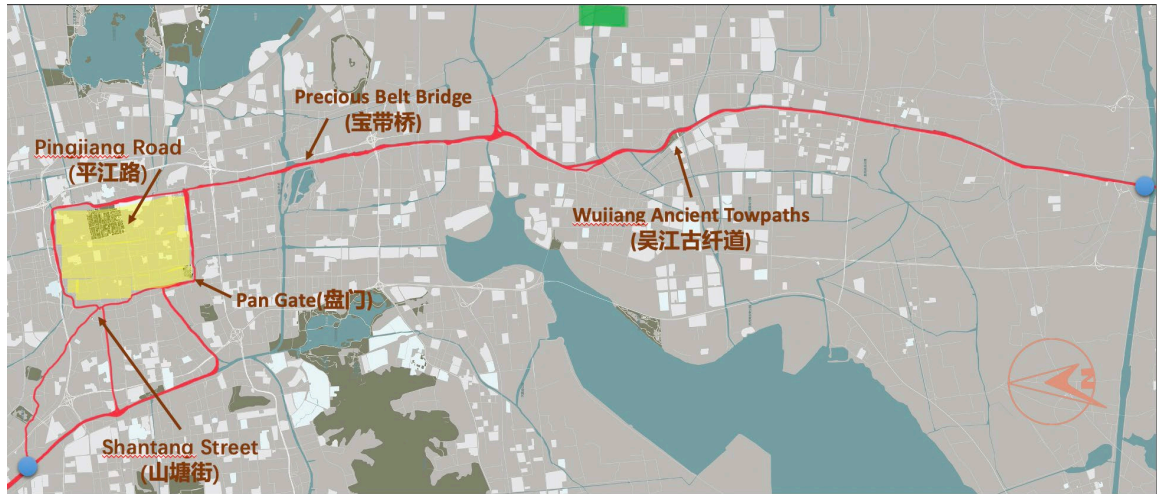 Precious Belt Bridge
(宝带桥)
Pingjiang Road
(平江路)
Wujiang Ancient Towpaths
(吴江古纤道)
Pan Gate(盘门)
Shantang Street
(山塘街)
N